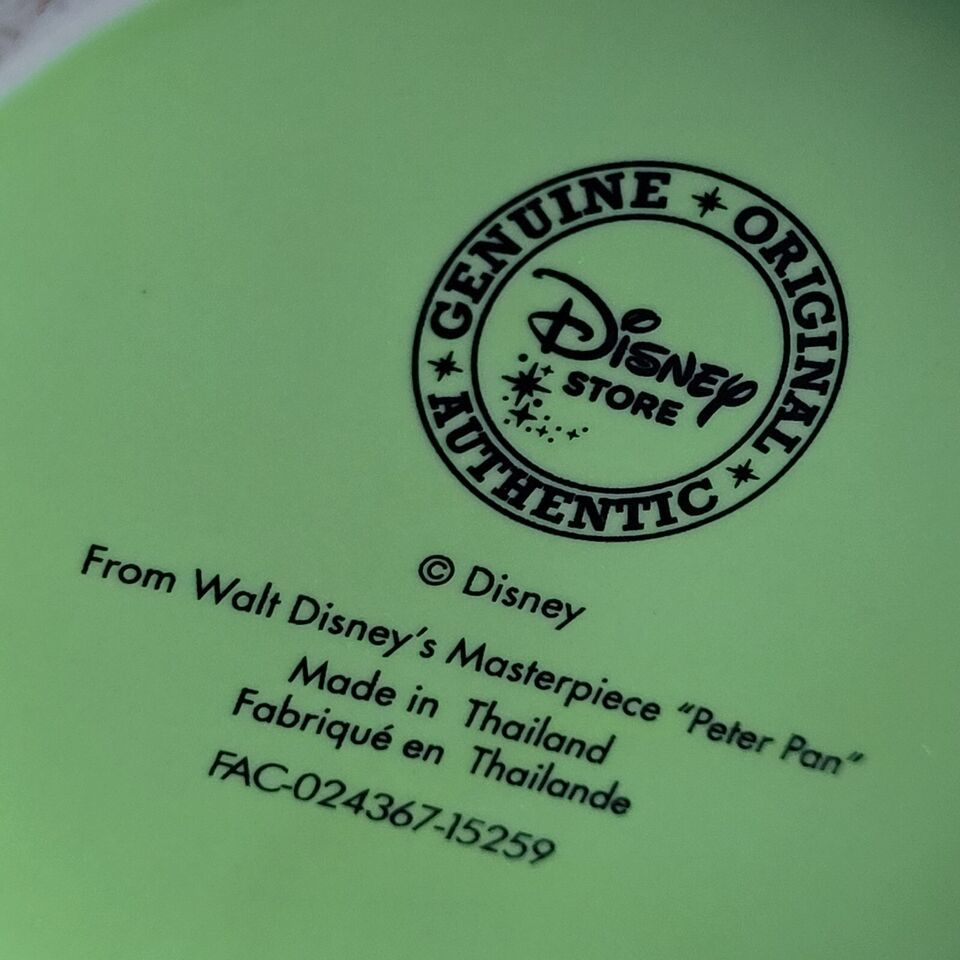 GENUINE ORIGINAL AUTHENTIC
Disney
STORE
© Disney
From Walt Disney's Masterpiece "Peter Pan"
Made in Thailand
Fabriqué en Thailande
FAC-024367-15259